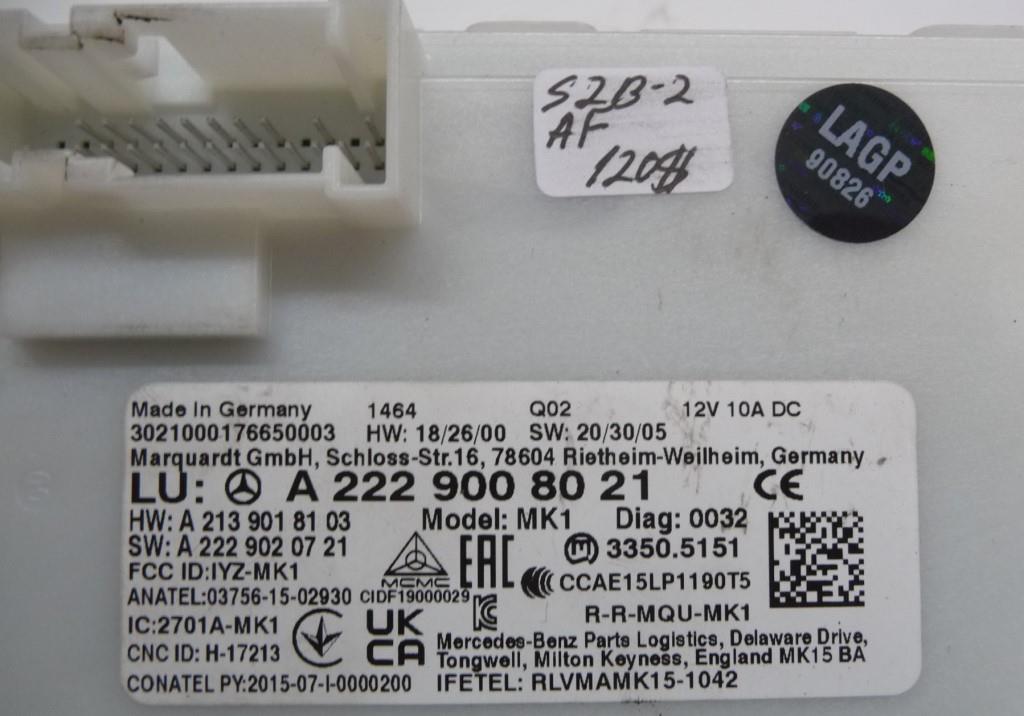 S2B-2
AF
120$
LAGP
90826
Made In Germany 1464 Q02 12V 10A DC
3021000176650003 HW: 18/26/00 SW: 20/30/05
Marquardt GmbH, Schloss-Str.16, 78604 Rietheim-Weilheim, Germany
LU: A 222 900 80 21 CE
HW: A 213 901 81 03 Model: MK1 Diag: 0032
SW: A 222 902 07 21 EAC 3350.5151
FCC ID:IYZ-MK1 MCMC CCAE15LP1190T5
ANATEL:03756-15-02930 CIDF19000029
R-R-MQU-MK1
IC:2701A-MK1 UK
CNC ID: H-17213 CA Mercedes-Benz Parts Logistics, Delaware Drive,
Tongwell, Milton Keyness, England MK15 BA
CONATEL PY:2015-07-I-0000200 IFETEL: RLVMAMK15-1042